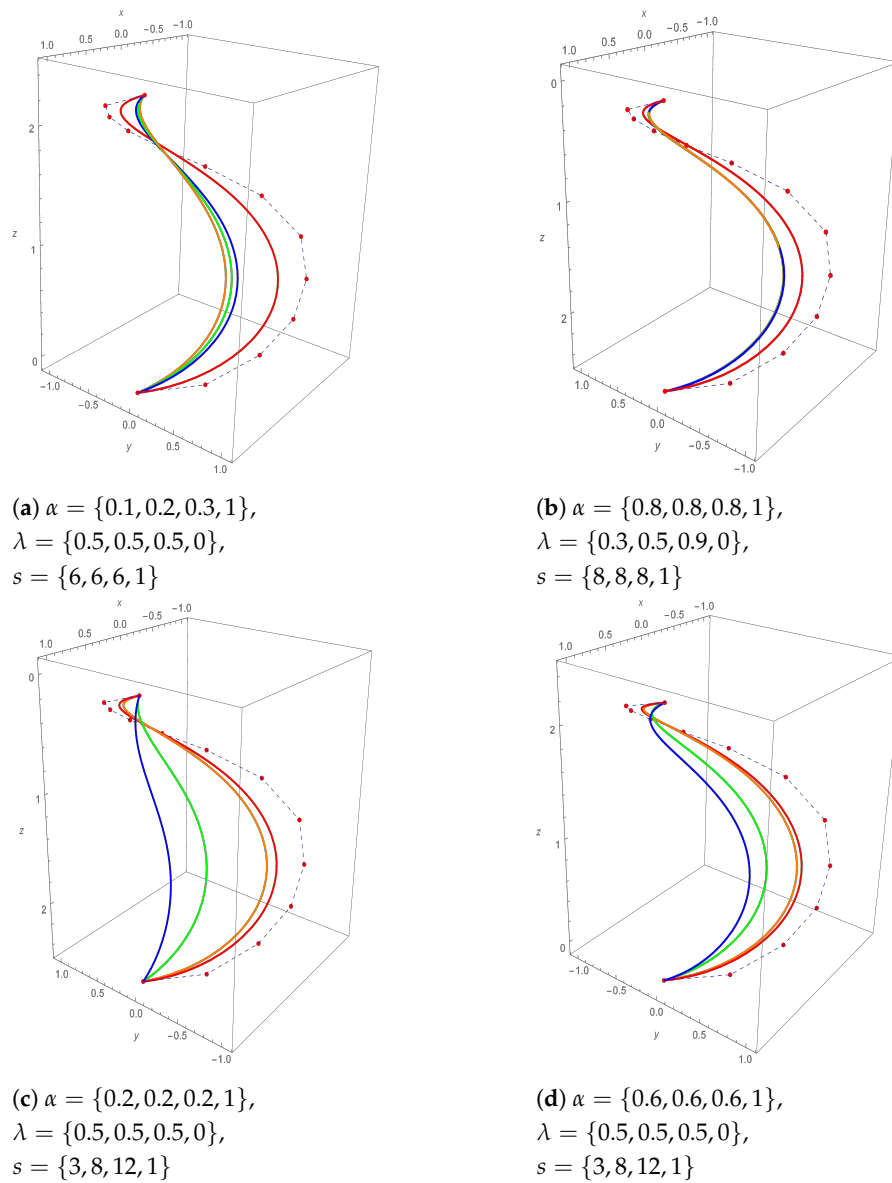 x
1.0 0.5 0.0 −0.5 −1.0
2
z
1
0
−1.0
−0.5
0.0
y
0.5
1.0
x
1.0 0.5 0.0 −0.5 −1.0
0
1
z
2
1.0
0.5
0.0
y
−0.5
−1.0
(a) α = {0.1, 0.2, 0.3, 1},
λ = {0.5, 0.5, 0.5, 0},
s = {6, 6, 6, 1}
(b) α = {0.8, 0.8, 0.8, 1},
λ = {0.3, 0.5, 0.9, 0},
s = {8, 8, 8, 1}
x
1.0 0.5 0.0 −0.5 −1.0
0
1
z
2
1.0
0.5
0.0
y
−0.5
−1.0
x
1.0 0.5 0.0 −0.5 −1.0
2
z
1
0
−1.0
−0.5
0.0
y
0.5
1.0
(c) α = {0.2, 0.2, 0.2, 1},
λ = {0.5, 0.5, 0.5, 0},
s = {3, 8, 12, 1}
(d) α = {0.6, 0.6, 0.6, 1},
λ = {0.5, 0.5, 0.5, 0},
s = {3, 8, 12, 1}